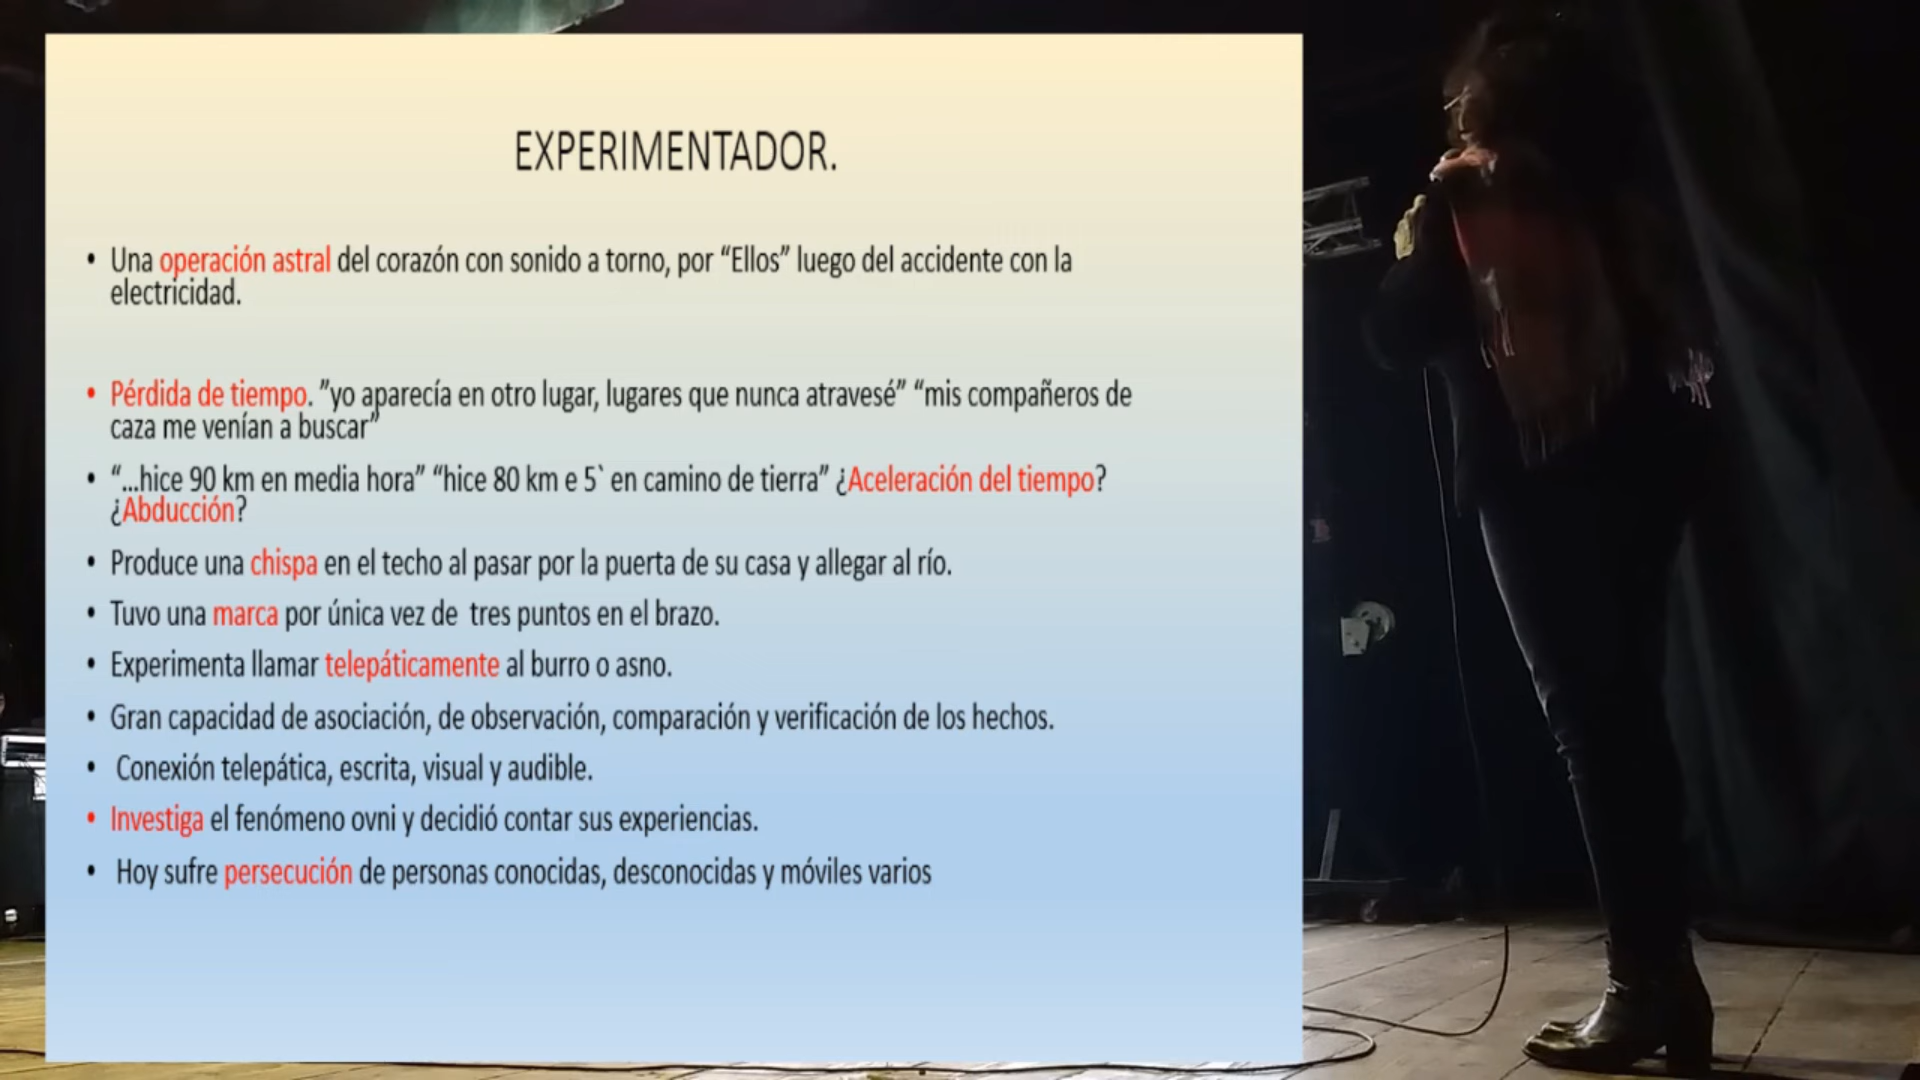 EXPERIMENTADOR.
• Una operación astral del corazón con sonido a torno, por “Ellos” luego del accidente con la
electricidad.
• Pérdida de tiempo. ”yo aparecía en otro lugar, lugares que nunca atravesé” “mis compañeros de
caza me venían a buscar”
• “...hice 90 km en media hora” “hice 80 km e 5` en camino de tierra” ¿Aceleración del tiempo?
¿Abducción?
• Produce una chispa en el techo al pasar por la puerta de su casa y allegar al río.
• Tuvo una marca por única vez de tres puntos en el brazo.
• Experimenta llamar telepáticamente al burro o asno.
• Gran capacidad de asociación, de observación, comparación y verificación de los hechos.
• Conexión telepática, escrita, visual y audible.
• Investiga el fenómeno ovni y decidió contar sus experiencias.
• Hoy sufre persecución de personas conocidas, desconocidas y móviles varios